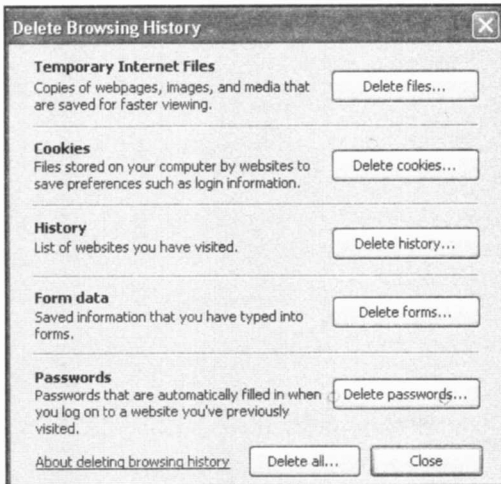 Delete Browsing History
Temporary Internet Files
Copies of webpages, images, and media that
are saved for faster viewing.
Delete files...
Cookies
Files stored on your computer by websites to
save preferences such as login information.
Delete cookies...
History
List of websites you have visited.
Delete history...
Form data
Saved information that you have typed into
forms.
Delete forms...
Passwords
Passwords that are automatically filled in when
you log on to a website you've previously
visited.
Delete passwords...
About deleting browsing history
Delete all...
Close